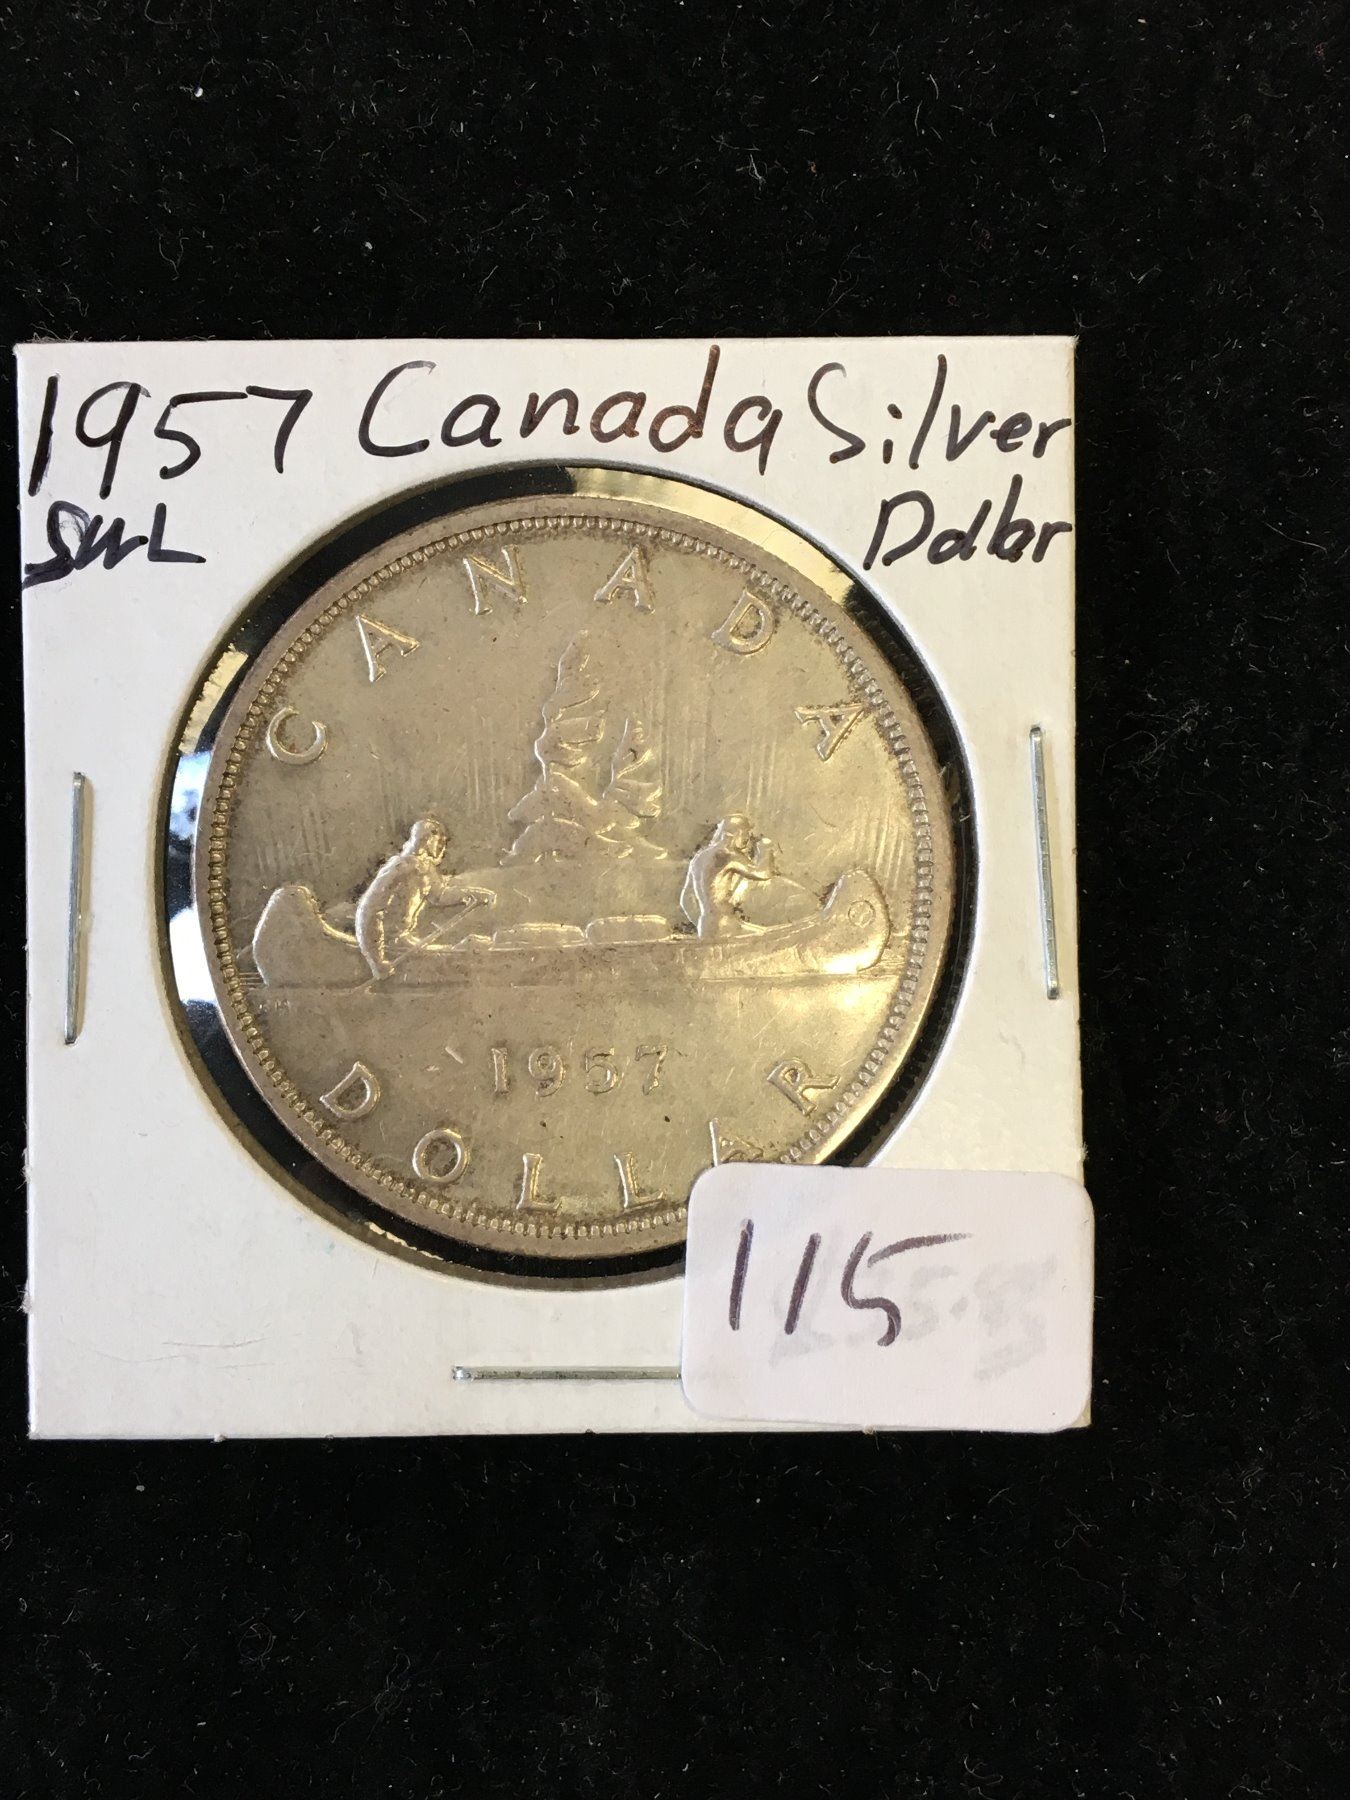 1957 Canada Silver
SWL Dollar
CANADA
1957
DOLLAR
115